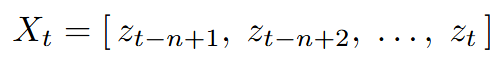 X_t = [ z_{t-n+1}, z_{t-n+2}, ..., z_t ]